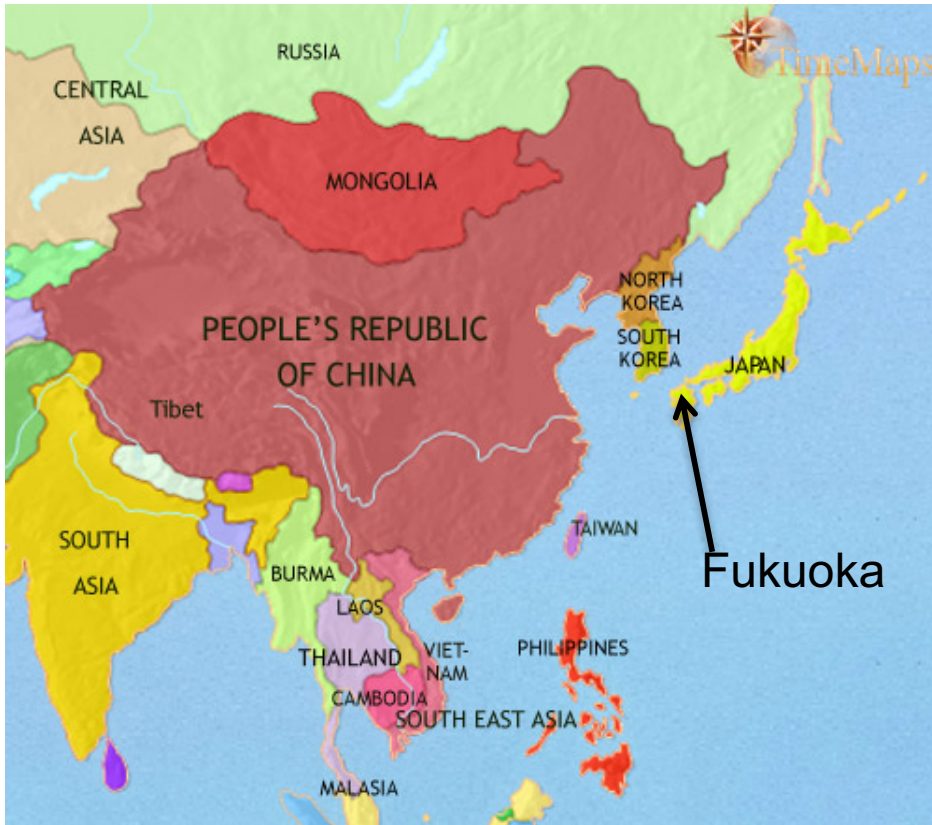 RUSSIA
TimeMaps
CENTRAL
ASIA
MONGOLIA
NORTH
KOREA
PEOPLE'S REPUBLIC
OF CHINA
SOUTH
KOREA
JAPAN
Tibet
TAIWAN
SOUTH
ASIA
BURMA
Fukuoka
LAOS
THAILAND
VIET-
NAM
PHILIPPINES
CAMBODIA
SOUTH EAST ASIA
MALASIA